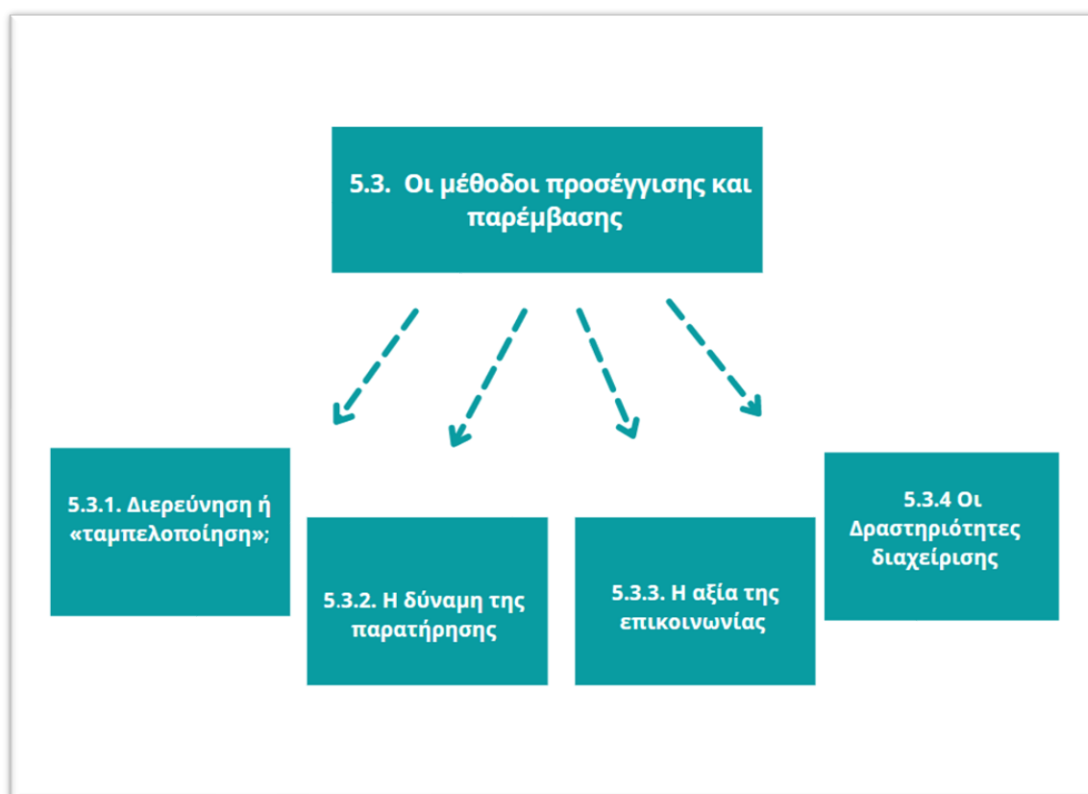 5.3.  Οι μέθοδοι προσέγγισης και
παρέμβασης
5.3.1. Διερεύνηση ή
«ταμπελοποίηση»;
5.3.2. Η δύναμη της
παρατήρησης
5.3.3. Η αξία της
επικοινωνίας
5.3.4 Οι
Δραστηριότητες
διαχείρισης